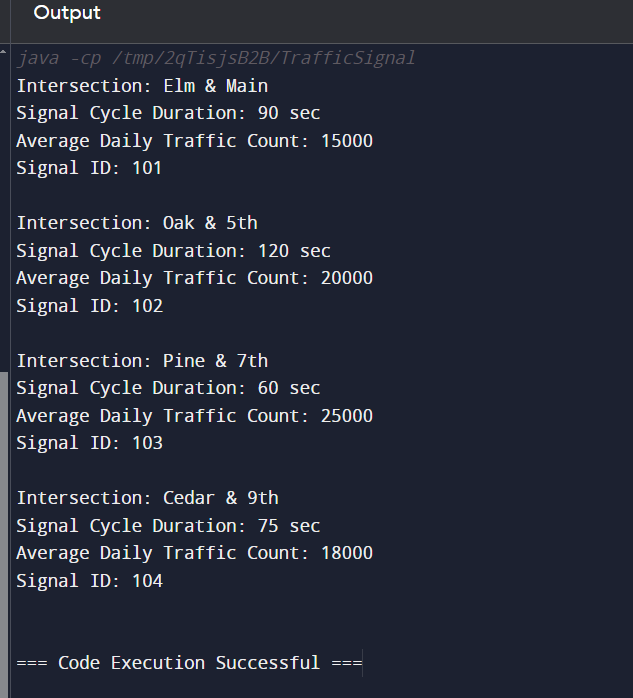 Output
java -cp /tmp/2qTisjsB2B/TrafficSignal
Intersection: Elm & Main
Signal Cycle Duration: 90 sec
Average Daily Traffic Count: 15000
Signal ID: 101
Intersection: Oak & 5th
Signal Cycle Duration: 120 sec
Average Daily Traffic Count: 20000
Signal ID: 102
Intersection: Pine & 7th
Signal Cycle Duration: 60 sec
Average Daily Traffic Count: 25000
Signal ID: 103
Intersection: Cedar & 9th
Signal Cycle Duration: 75 sec
Average Daily Traffic Count: 18000
Signal ID: 104
=== Code Execution Successful ===